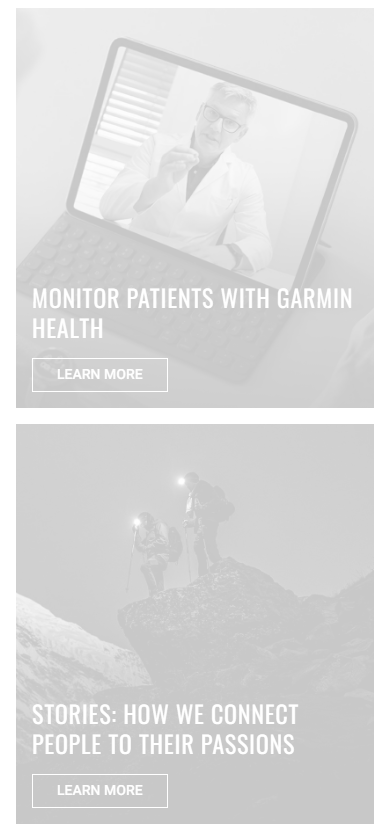 MONITOR PATIENTS WITH GARMIN
HEALTH
LEARN MORE
STORIES: HOW WE CONNECT
PEOPLE TO THEIR PASSIONS
LEARN MORE